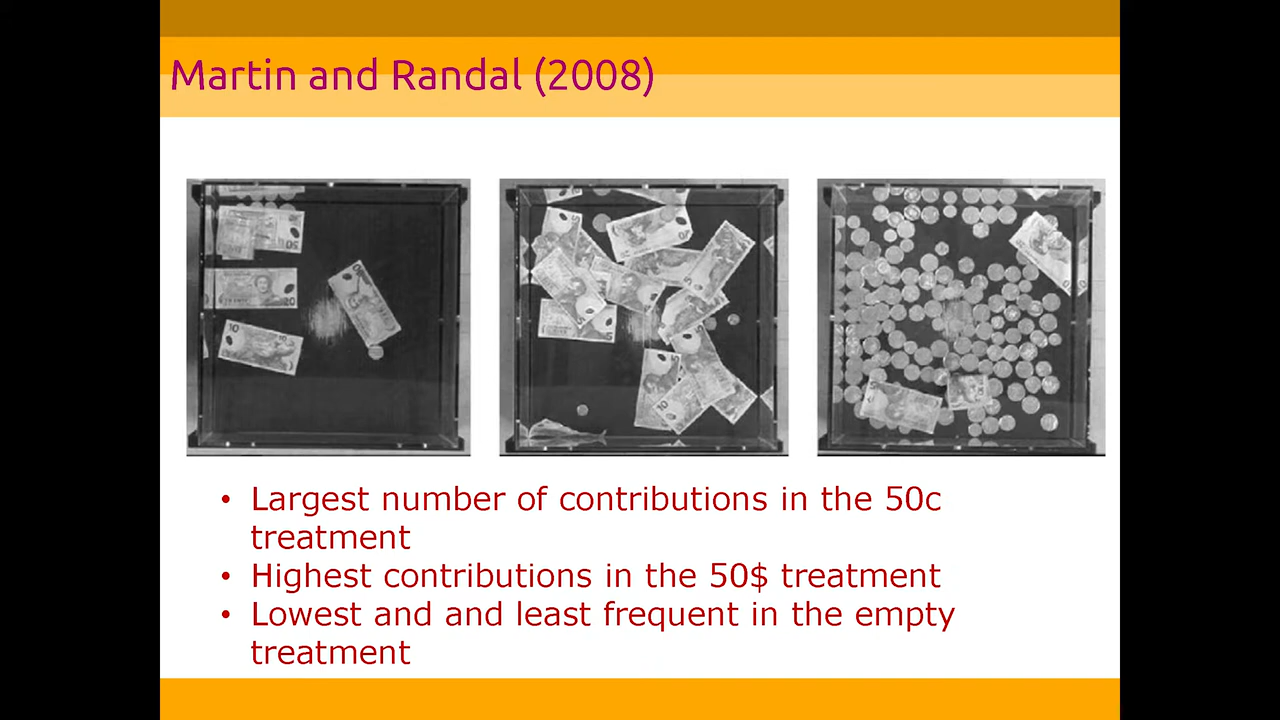 Martin and Randal (2008)
• Largest number of contributions in the 50c
treatment
• Highest contributions in the 50$ treatment
• Lowest and and least frequent in the empty
treatment